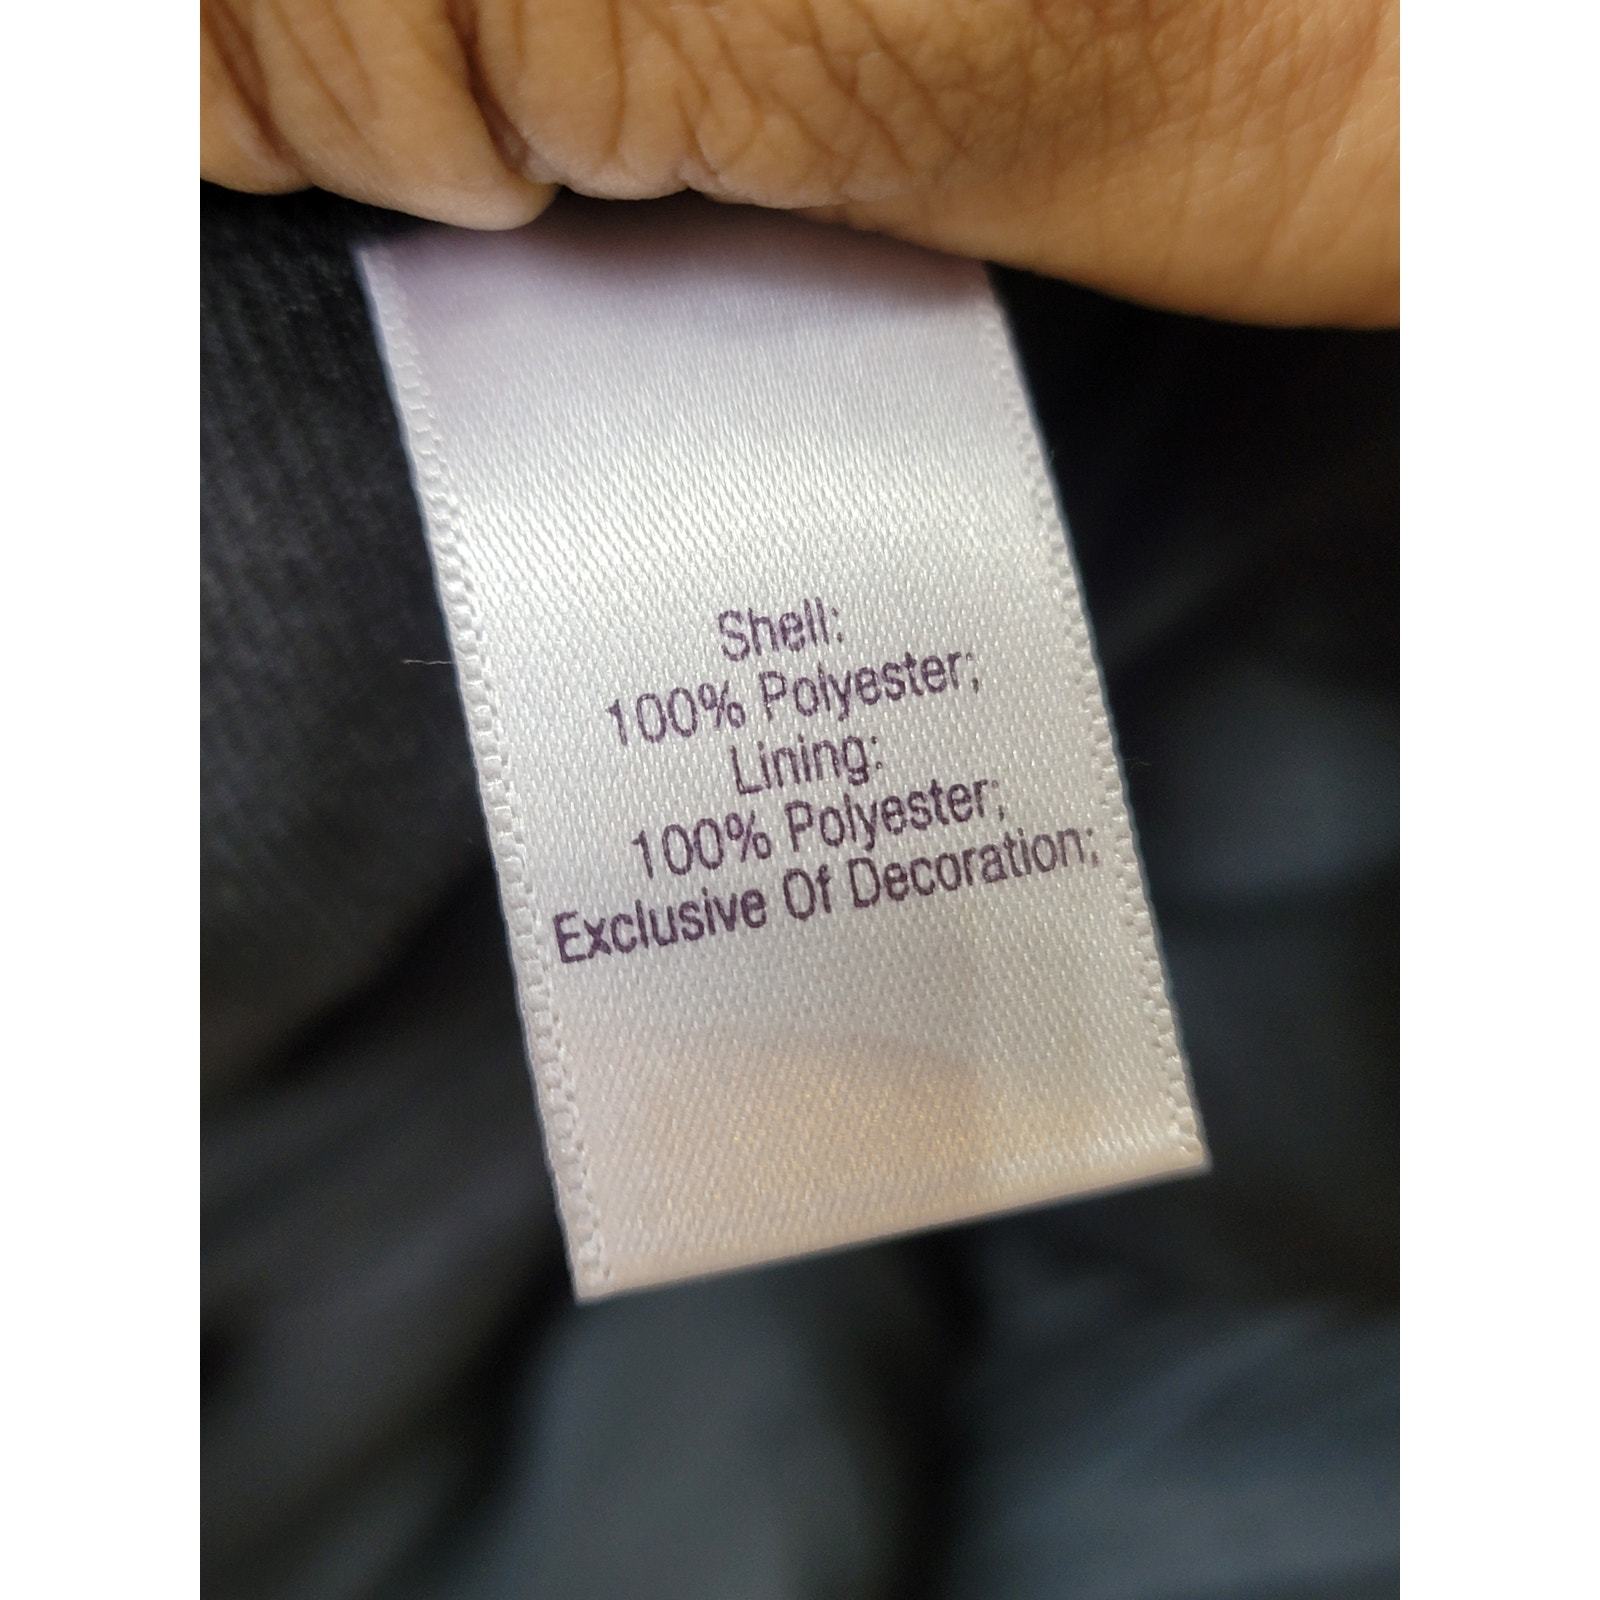 Shell:
100% Polyester;
Lining:
100% Polyester;
Exclusive Of Decoration;